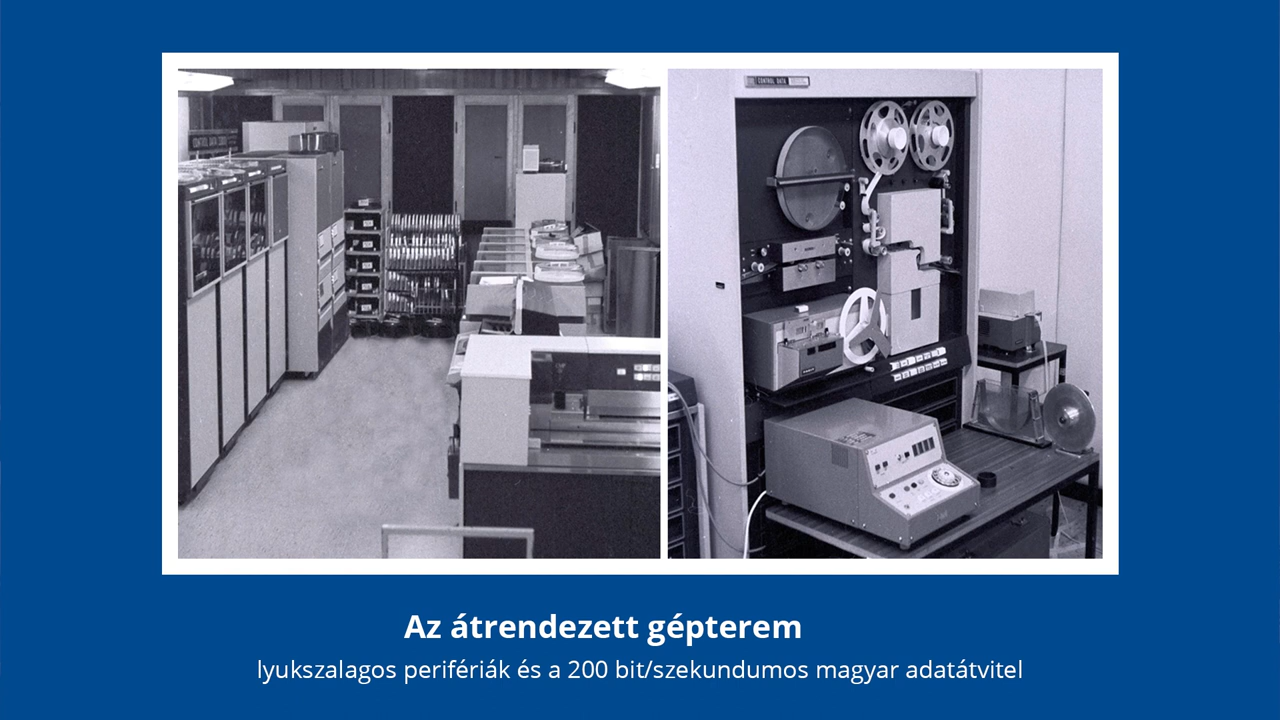 CONTROL DATA
Az átrendezett gépterem
lyukszalagos perifériák és a 200 bit/szekundumos magyar adatátvitel